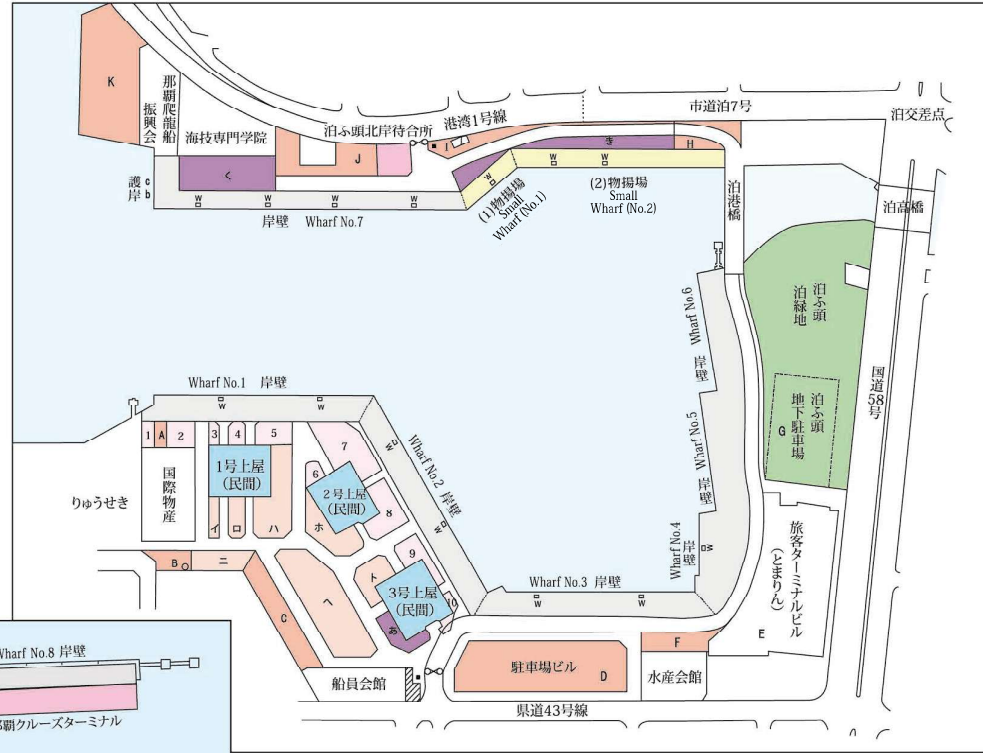 市道泊7号
泊交差点
港湾1号線
泊ふ頭北岸待合所
K
那覇爬龍船
振興会
海技専門学院
J
I
き
H
く
護岸
c
b
W
W
W
W
岸壁 Wharf No.7
W
W
W
(1)物揚場
Small
Wharf (No.1)
(2)物揚場
Small
Wharf (No.2)
泊港橋
泊高橋
泊ふ頭
泊緑地
国道58号
泊ふ頭
地下駐車場
G
Wharf No.6 岸壁
Wharf No.5 岸壁
Wharf No.4
岸壁
W
旅客ターミナルビル
(とまりん)
E
Wharf No.1 岸壁
W
W
1
A
2
3
4
5
7
国際物産
りゅうせき
1号上屋
(民間)
イ
ロ
ハ
6
2号上屋
(民間)
ホ
8
W
Wharf No.2 岸壁
W
9
ト
3号上屋
(民間)
10
あ
B
ニ
C
ヘ
Wharf No.3 岸壁
W
W
F
駐車場ビル
D
水産会館
船員会館
県道43号線
Wharf No.8 岸壁
那覇クルーズターミナル